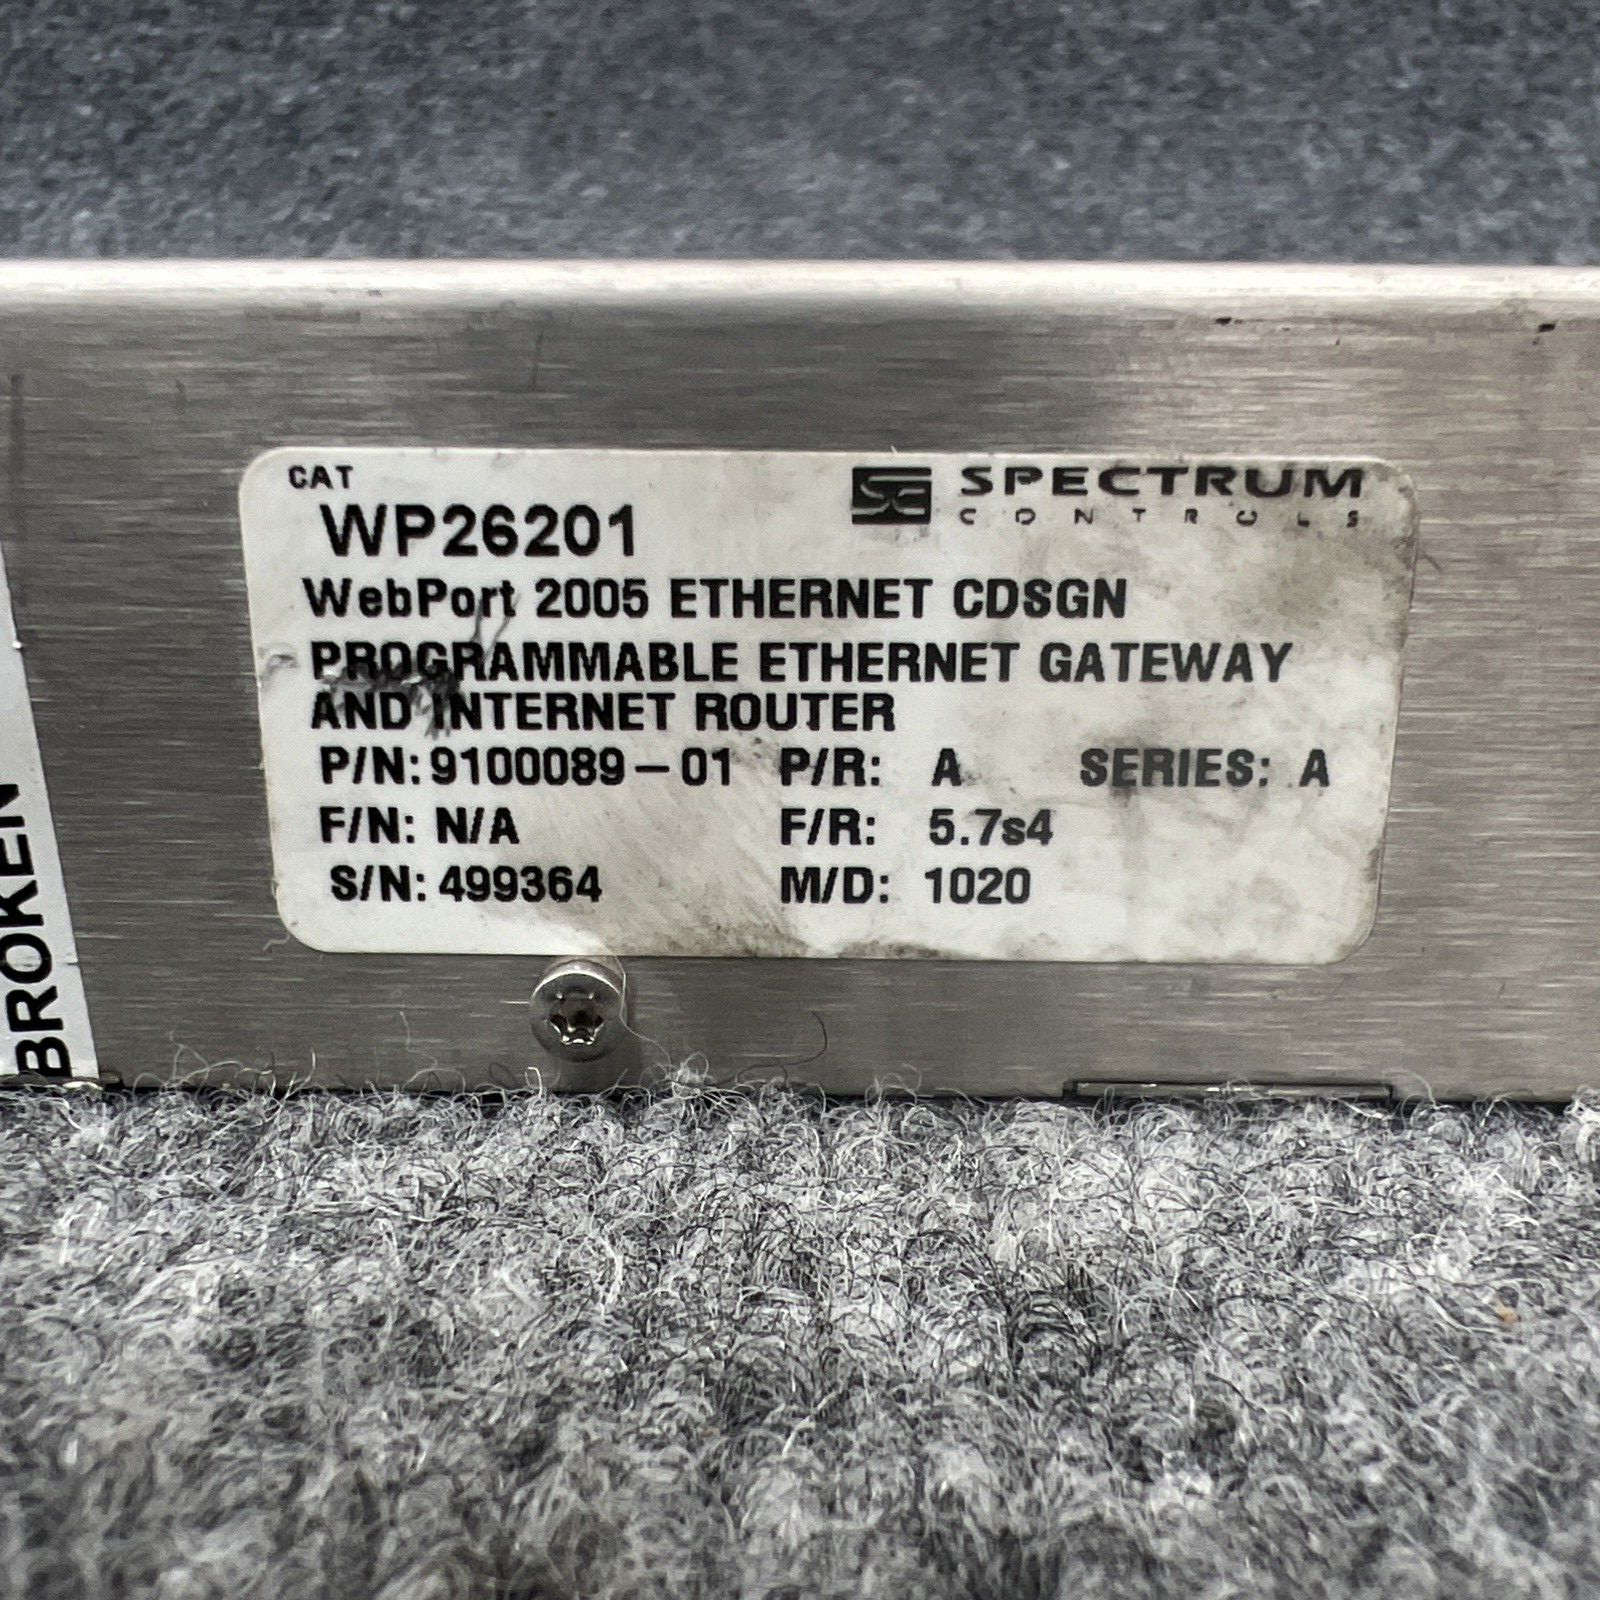 CAT
SPECTRUM
CONTROLS
WP26201
WebPort 2005 ETHERNET CDSGN
PROGRAMMABLE ETHERNET GATEWAY
AND INTERNET ROUTER
P/N: 9100089-01 P/R: A SERIES: A
F/N: N/A F/R: 5.7s4
S/N: 499364 M/D: 1020
BROKEN